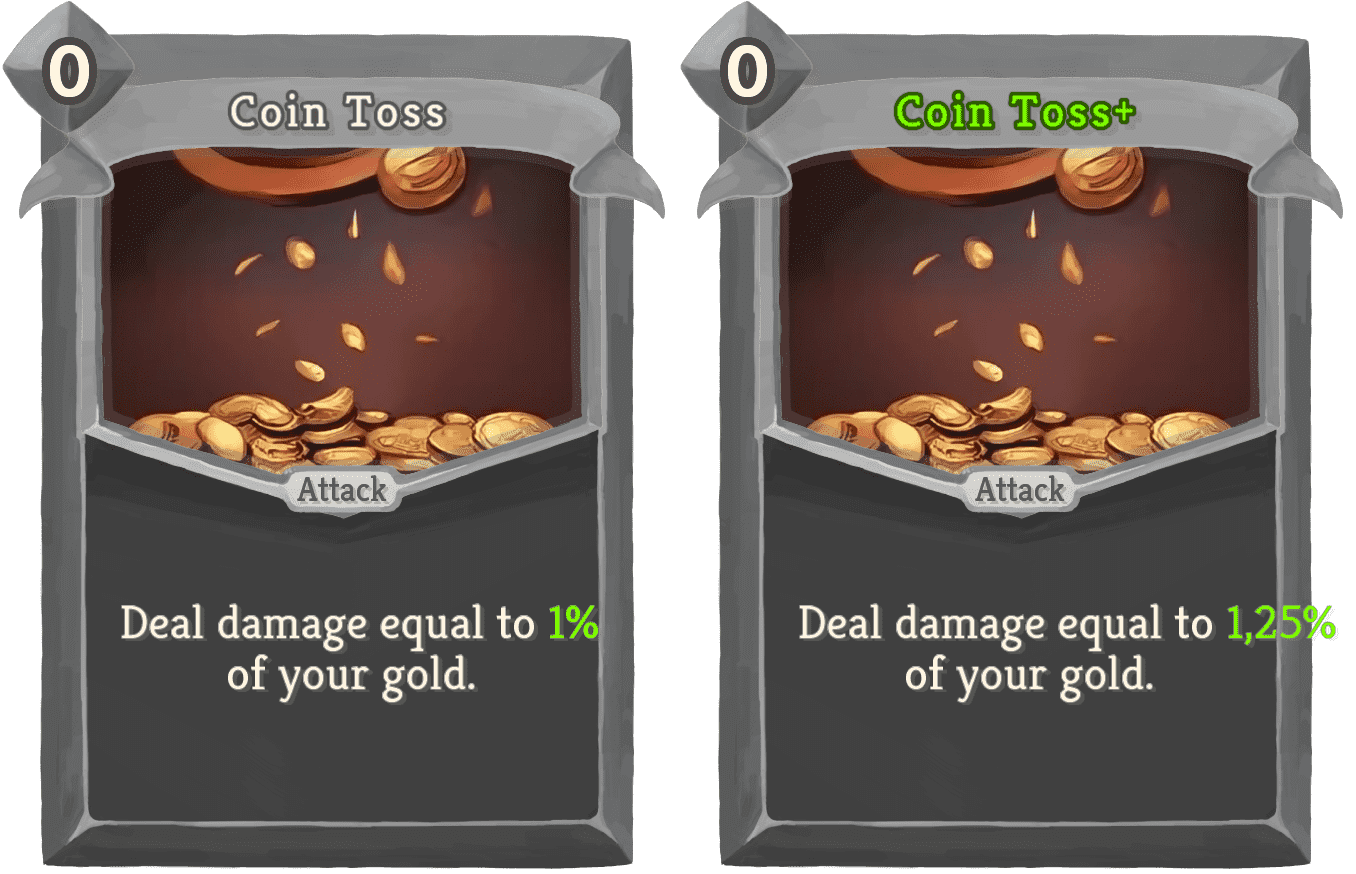 0
Coin Toss
Attack
Deal damage equal to 1%
of your gold.
0
Coin Toss+
Attack
Deal damage equal to 1,25%
of your gold.